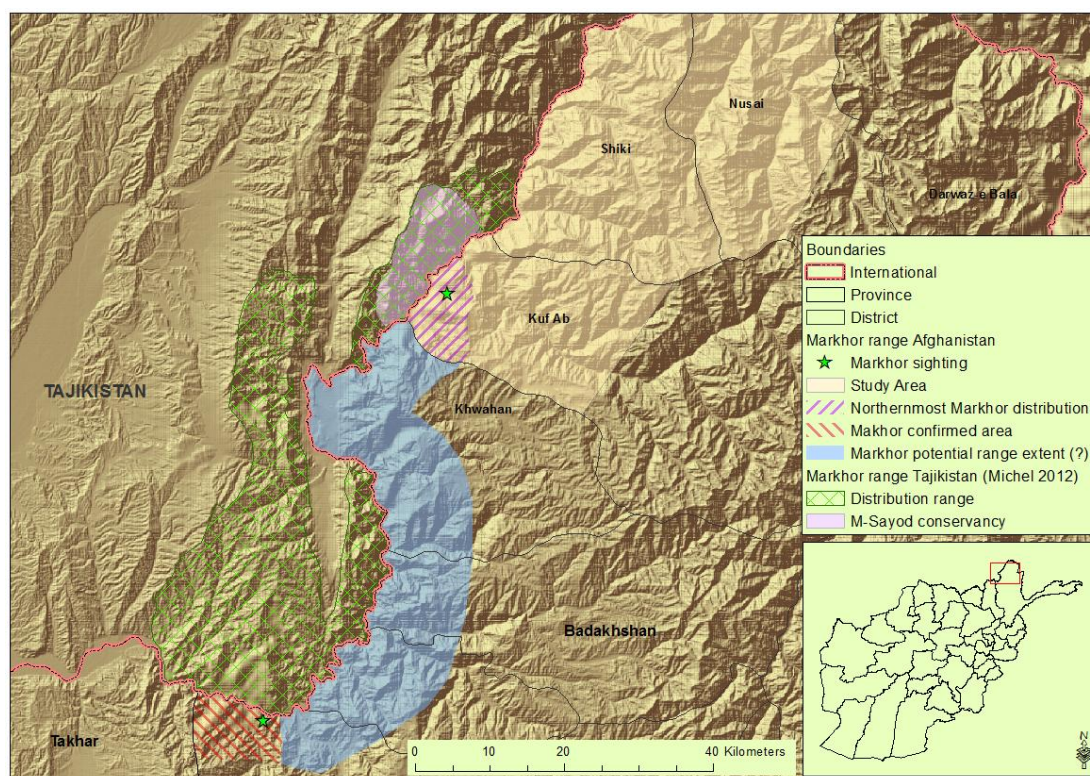 Nusai
Shiki
Darwaz-e Bala
Kuf Ab
TAJIKISTAN
Khwahan
Badakhshan
Takhar
Boundaries
International
Province
District
Markhor range Afghanistan
Markhor sighting
Study Area
Northernmost Markhor distribution
Makhor confirmed area
Markhor potential range extent (?)
Markhor range Tajikistan (Michel 2012)
Distribution range
M-Sayod conservancy
0 10 20 40 Kilometers
N